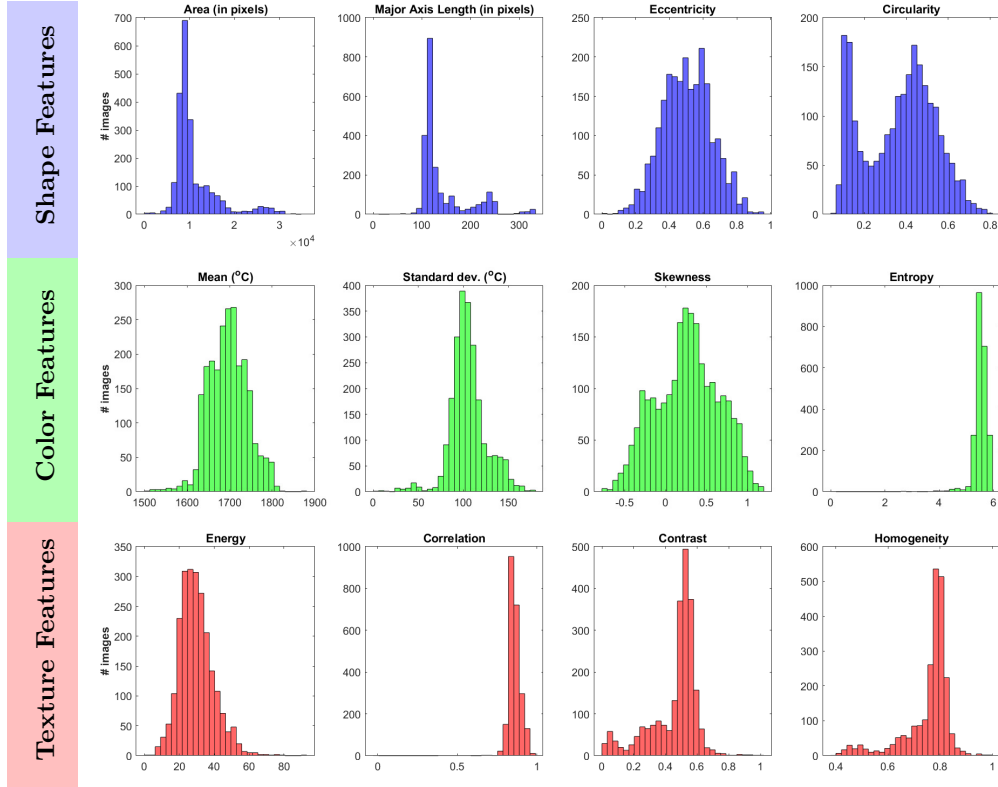 Shape Features
Area (in pixels)
# images
0 100 200 300 400 500 600 700
0 1 2 3
×10^4
Major Axis Length (in pixels)
0 200 400 600 800 1000
0 100 200 300
Eccentricity
0 50 100 150 200 250
0 0.2 0.4 0.6 0.8 1
Circularity
0 50 100 150 200
0 0.2 0.4 0.6 0.8
Color Features
Mean (°C)
# images
0 50 100 150 200 250 300
1500 1600 1700 1800 1900
Standard dev. (°C)
0 50 100 150 200 250 300 350 400
0 50 100 150
Skewness
0 50 100 150 200
-0.5 0 0.5 1
Entropy
0 200 400 600 800 1000
0 2 4 6
Texture Features
Energy
# images
0 50 100 150 200 250 300 350
0 20 40 60 80
Correlation
0 200 400 600 800 1000
0 0.5 1
Contrast
0 100 200 300 400 500
0 0.2 0.4 0.6 0.8 1
Homogeneity
0 100 200 300 400 500 600
0.4 0.6 0.8 1